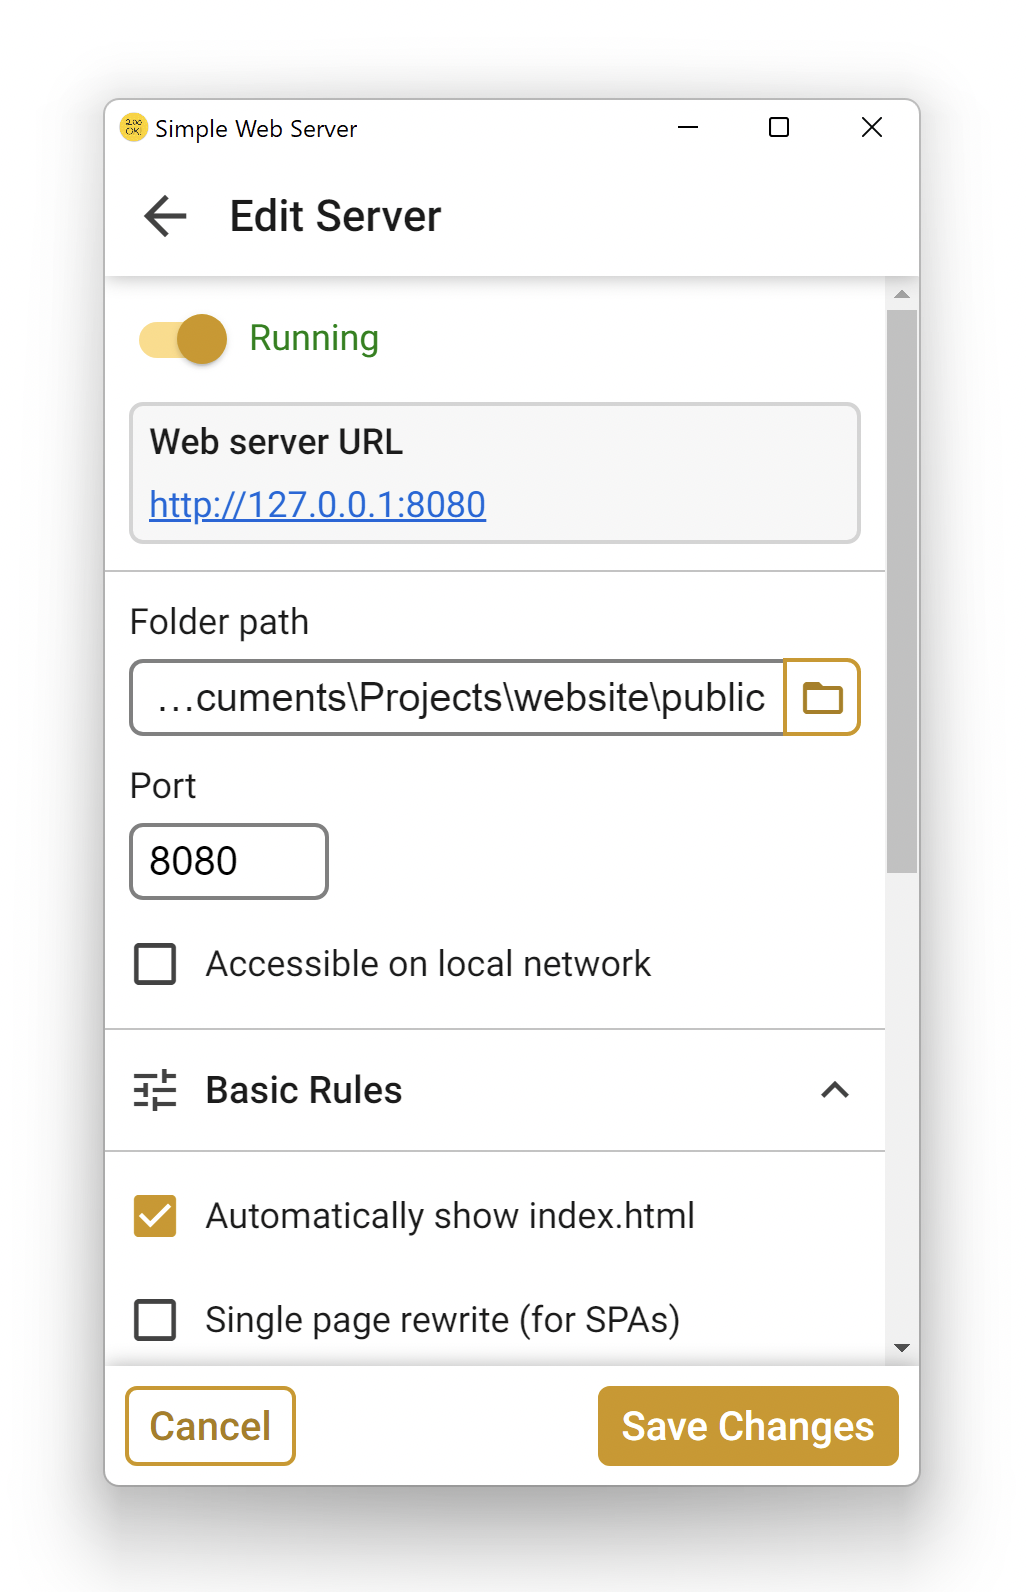 200
OK!
Simple Web Server
Edit Server
Running
Web server URL
http://127.0.0.1:8080
Folder path
...cuments\Projects\website\public
Port
8080
Accessible on local network
Basic Rules
Automatically show index.html
Single page rewrite (for SPAs)
Cancel
Save Changes